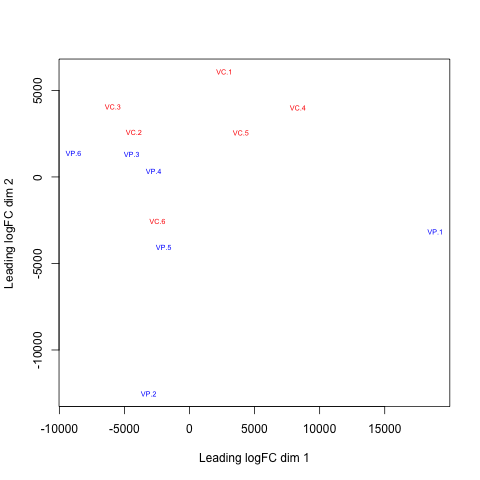 VC.1
5000
VC.3
VC.4
VC.2
VC.5
VP.6
VP.3
VP.4
0
VC.6
VP.1
VP.5
-5000
-10000
VP.2
Leading logFC dim 2
-10000 -5000 0 5000 10000 15000
Leading logFC dim 1